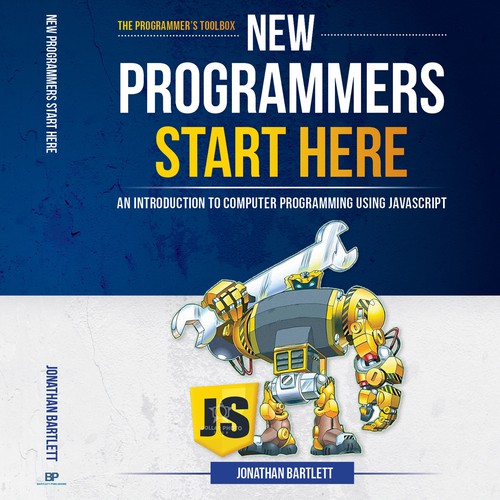 NEW PROGRAMMERS START HERE
JONATHAN BARTLETT
BP
THE PROGRAMMER'S TOOLBOX
NEW
PROGRAMMERS
START HERE
AN INTRODUCTION TO COMPUTER PROGRAMMING USING JAVASCRIPT
JS
JONATHAN BARTLETT